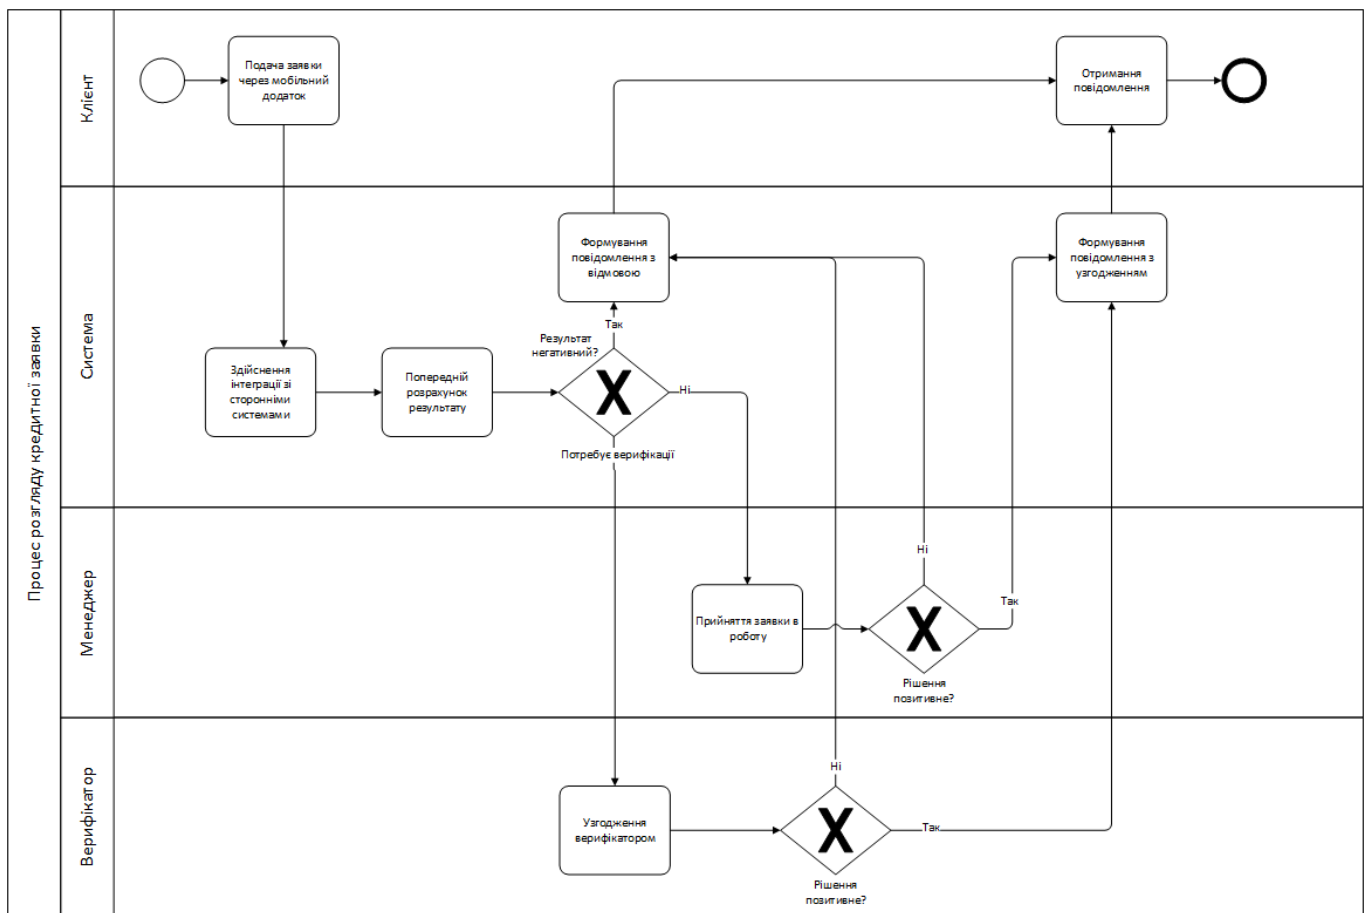 Процес розгляду кредитної заявки
Клієнт
Подача заявки
через мобільний
додаток
Отримання
повідомлення
Система
Формування
повідомлення з
відмовою
Формування
повідомлення з
узгодженням
Так
Результат
негативний?
Здійснення
інтеграції зі
сторонніми
системами
Попередній
розрахунок
результату
Ні
Потребує верифікації
Менеджер
Ні
Прийняття заявки в
роботу
Так
Рішення
позитивне?
Верифікатор
Ні
Узгодження
верифікатором
Так
Рішення
позитивне?